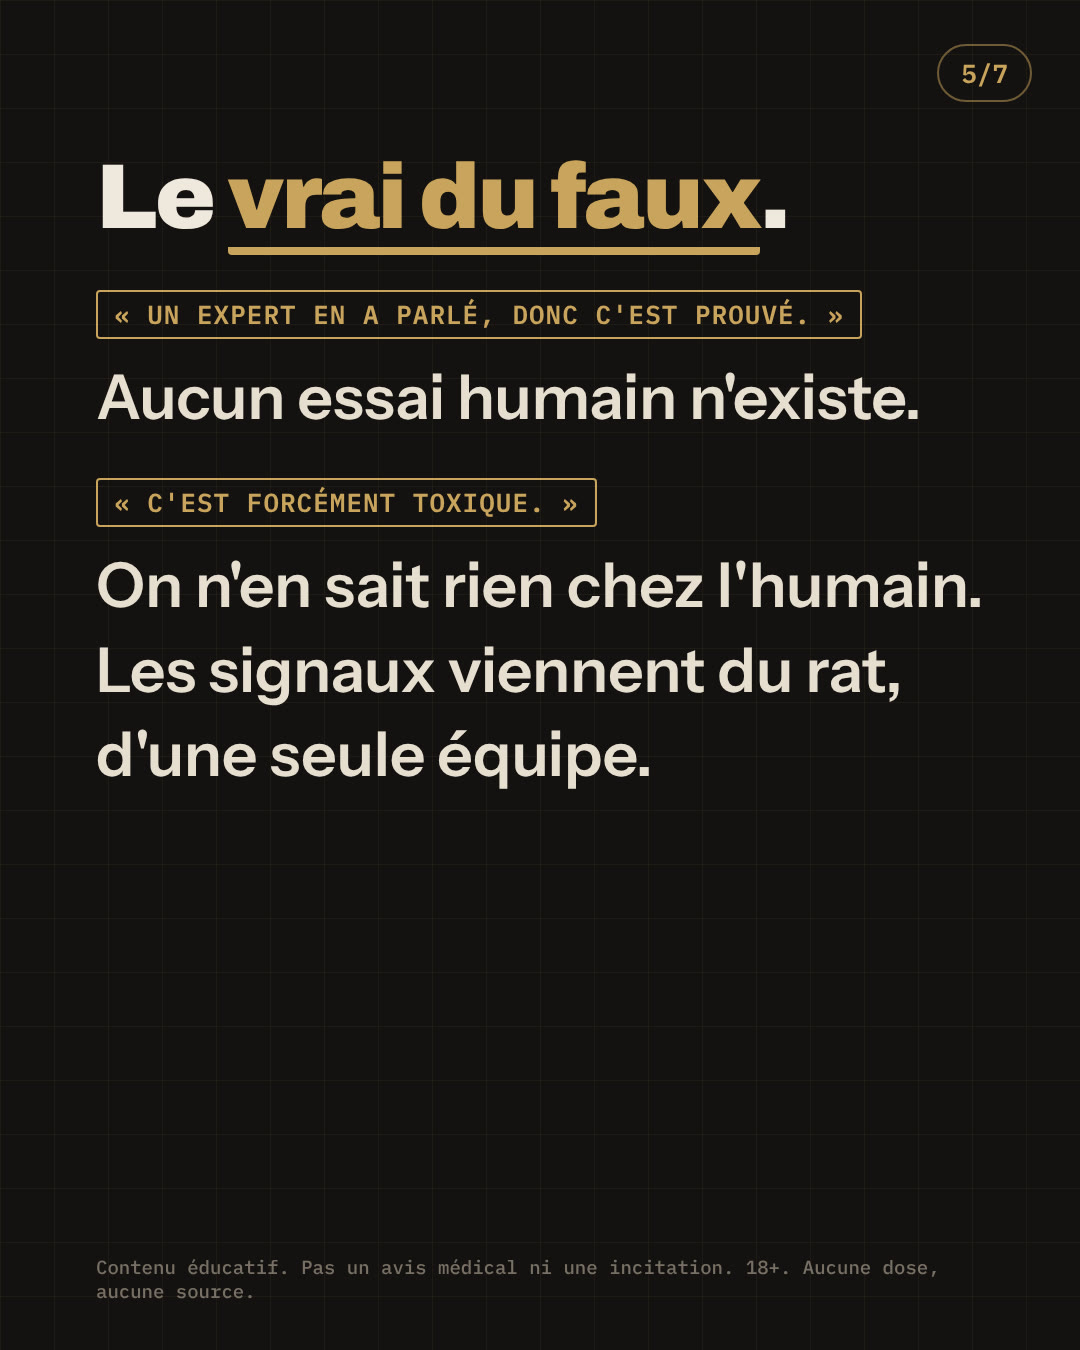 5/7
Le vrai du faux.
« UN EXPERT EN A PARLÉ, DONC C'EST PROUVÉ. »
Aucun essai humain n'existe.
« C'EST FORCÉMENT TOXIQUE. »
On n'en sait rien chez l'humain.
Les signaux viennent du rat,
d'une seule équipe.
Contenu éducatif. Pas un avis médical ni une incitation. 18+. Aucune dose,
aucune source.